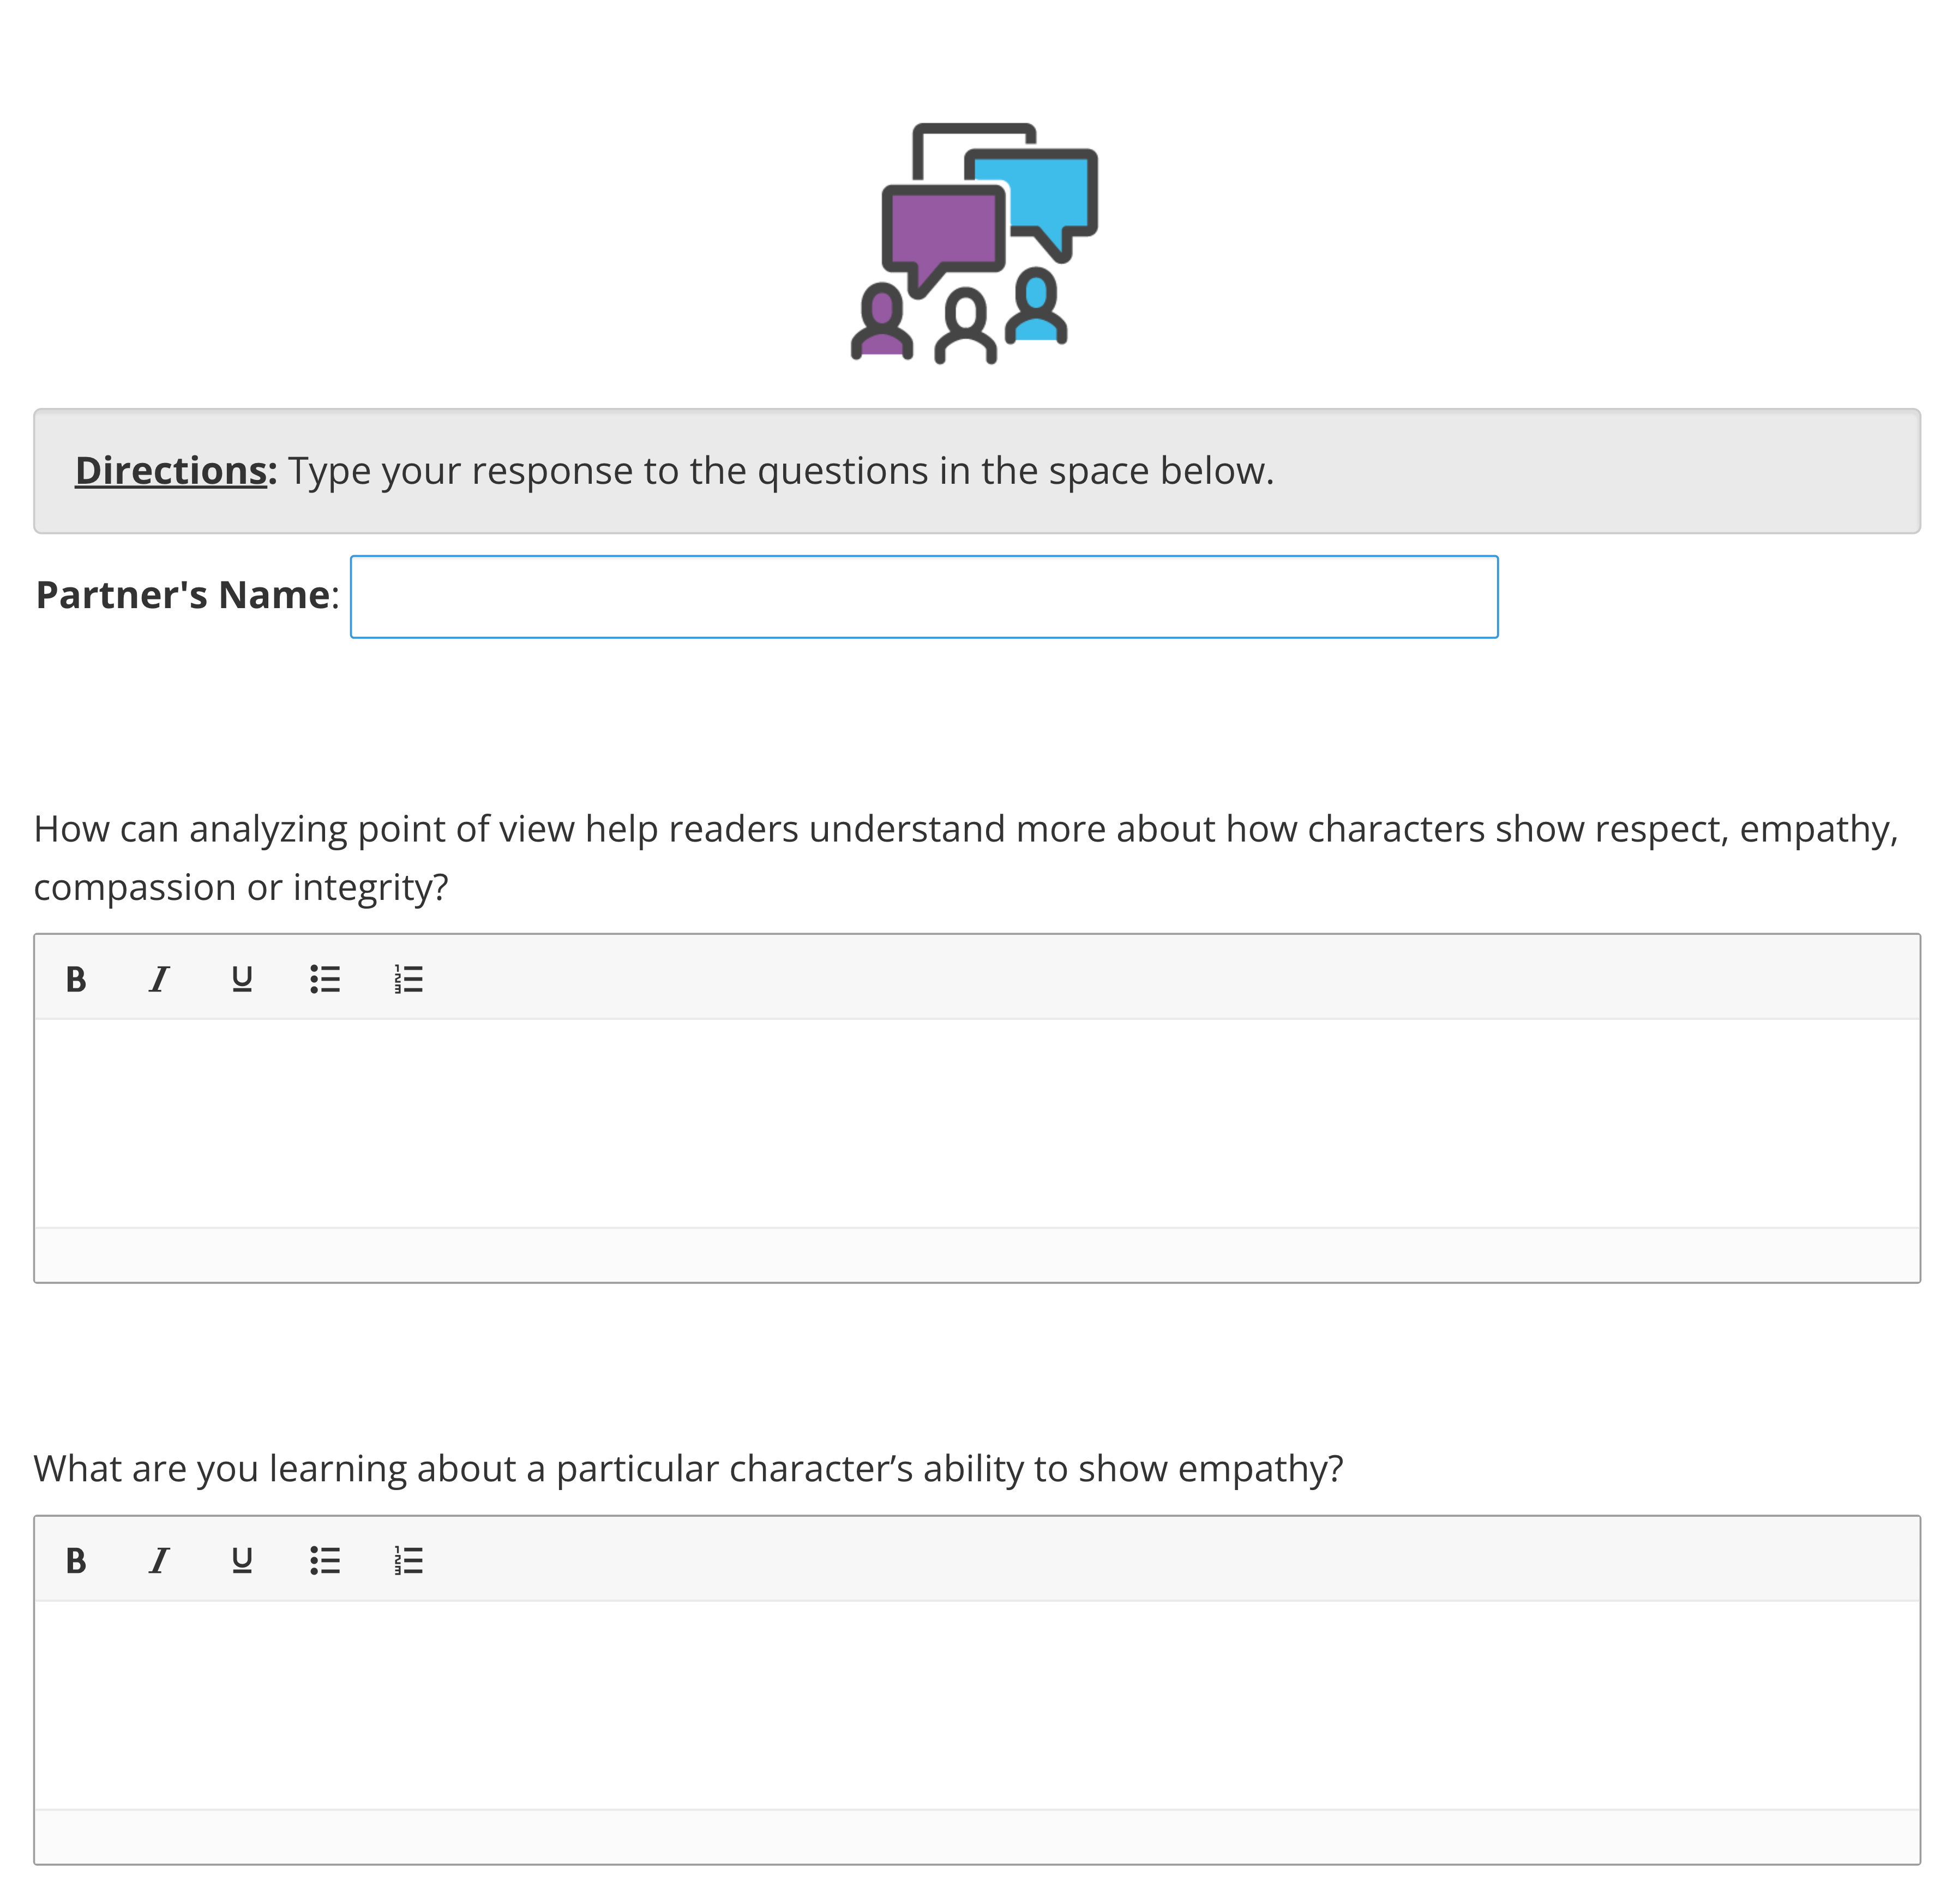 Directions: Type your response to the questions in the space below.
Partner's Name:
How can analyzing point of view help readers understand more about how characters show respect, empathy,
compassion or integrity?
B I U
What are you learning about a particular character’s ability to show empathy?
B I U